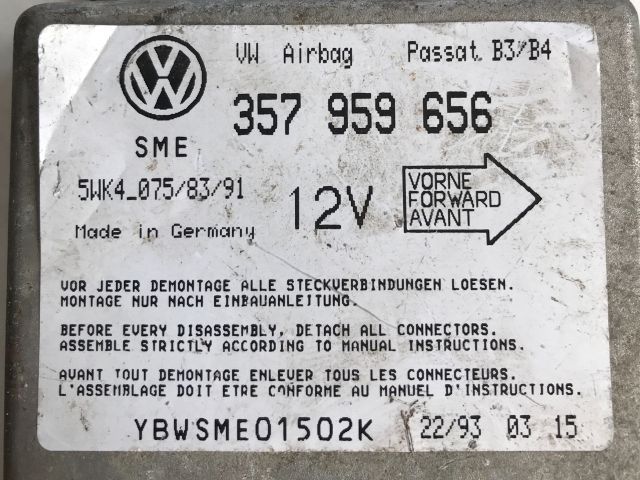 VW Airbag Passat B3/B4
357 959 656
SME
5WK4_075/83/91
12V
VORNE
FORWARD
AVANT
Made in Germany
VOR JEDER DEMONTAGE ALLE STECKVERBINDUNGEN LOESEN.
MONTAGE NUR NACH EINBAUANLEITUNG.
BEFORE EVERY DISASSEMBLY, DETACH ALL CONNECTORS.
ASSEMBLE STRICTLY ACCORDING TO MANUAL INSTRUCTIONS.
AVANT TOUT DEMONTAGE ENLEVER TOUS LES CONNECTEURS.
L'ASSEMBLAGE DOIT ETRE CONFORME AU MANUEL D'INSTRUCTIONS.
YBWSME01502K 22/93 03 15